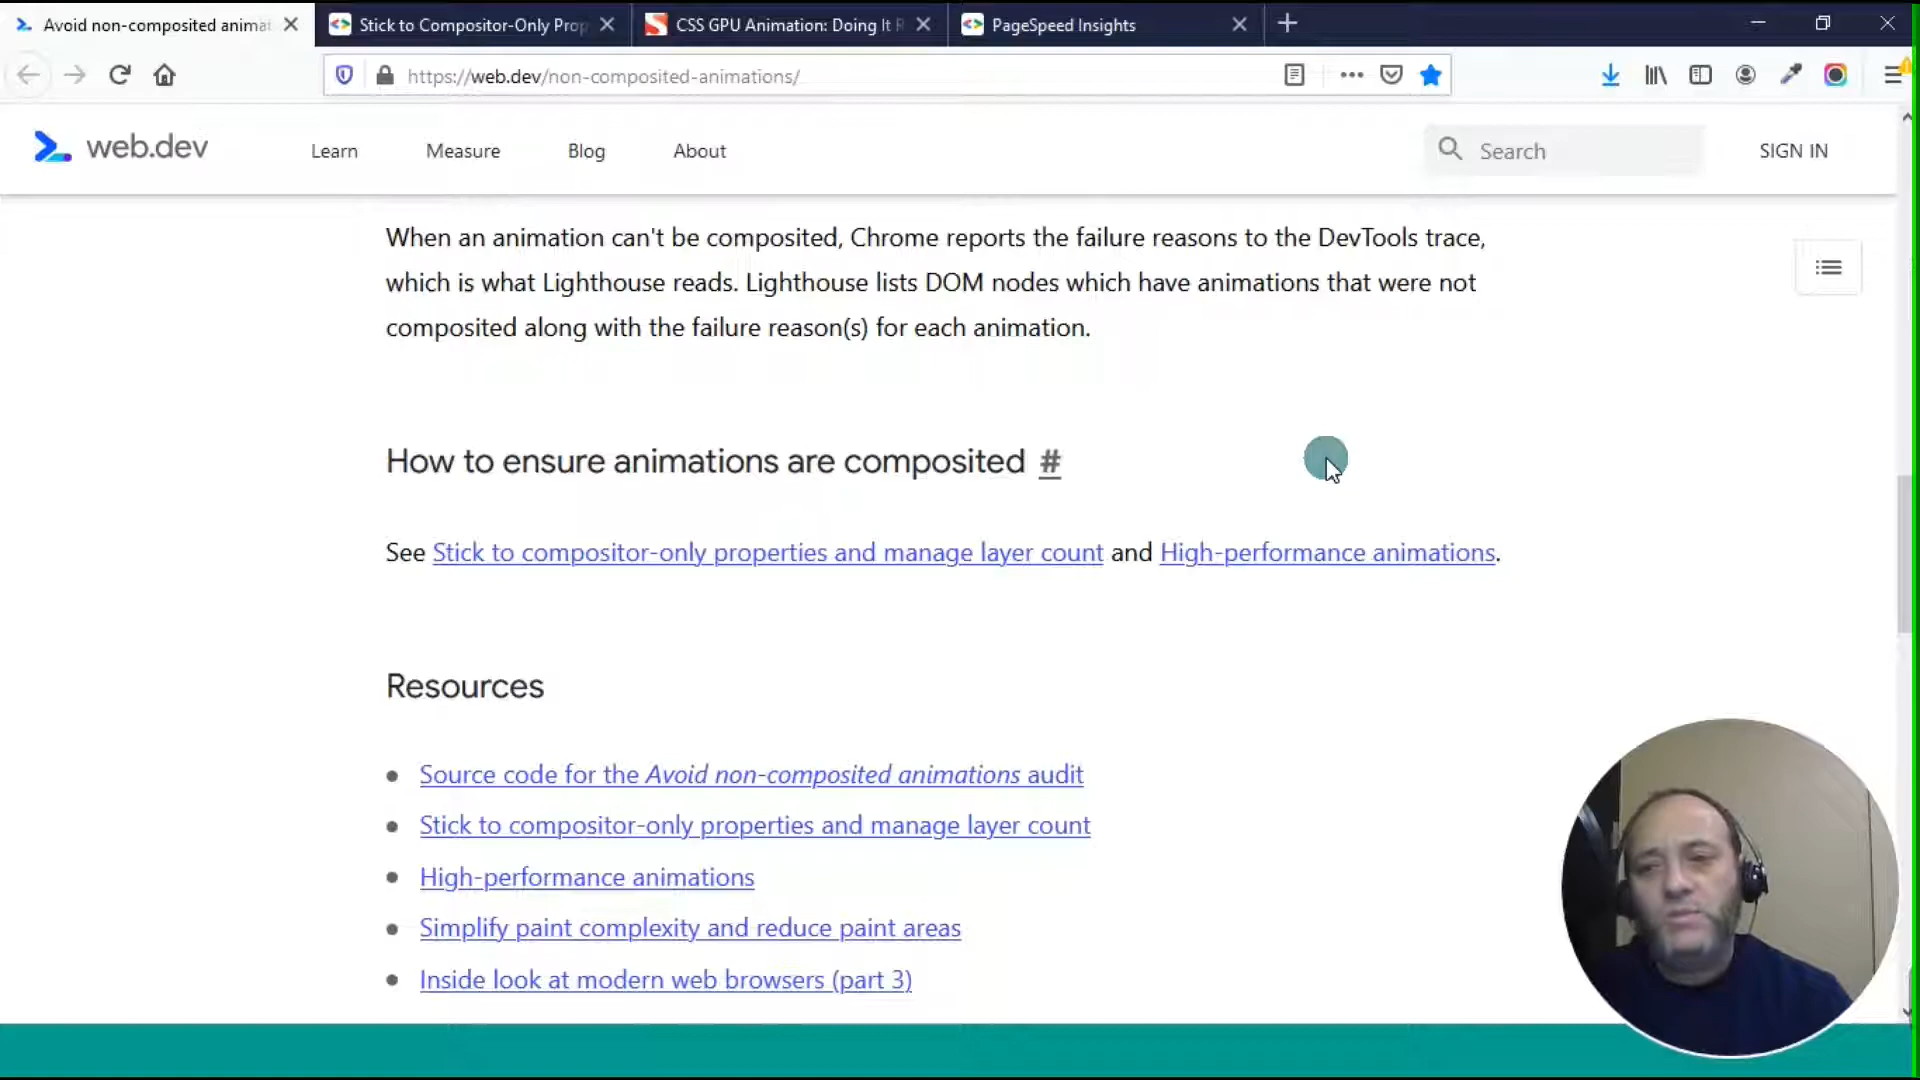 Avoid non-composited animat
Stick to Compositor-Only Prop
CSS GPU Animation: Doing It R
PageSpeed Insights
https://web.dev/non-composited-animations/
web.dev
Learn
Measure
Blog
About
Search
SIGN IN
When an animation can't be composited, Chrome reports the failure reasons to the DevTools trace,
which is what Lighthouse reads. Lighthouse lists DOM nodes which have animations that were not
composited along with the failure reason(s) for each animation.
How to ensure animations are composited #
See Stick to compositor-only properties and manage layer count and High-performance animations.
Resources
Source code for the Avoid non-composited animations audit
Stick to compositor-only properties and manage layer count
High-performance animations
Simplify paint complexity and reduce paint areas
Inside look at modern web browsers (part 3)